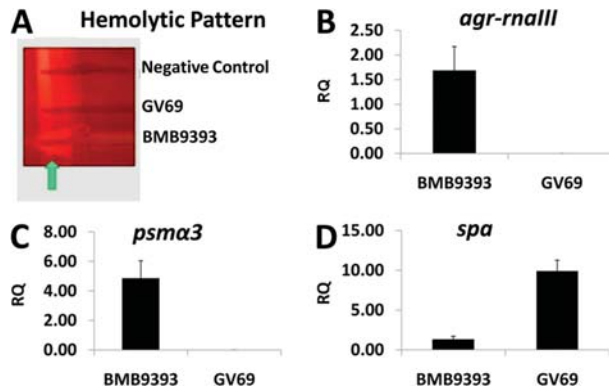 A Hemolytic Pattern
Negative Control
GV69
BMB9393
B agr-rnaIII
RQ
2.50
2.00
1.50
1.00
0.50
0.00
BMB9393 GV69
C psmα3
RQ
8.00
6.00
4.00
2.00
0.00
BMB9393 GV69
D spa
RQ
15.00
10.00
5.00
0.00
BMB9393 GV69